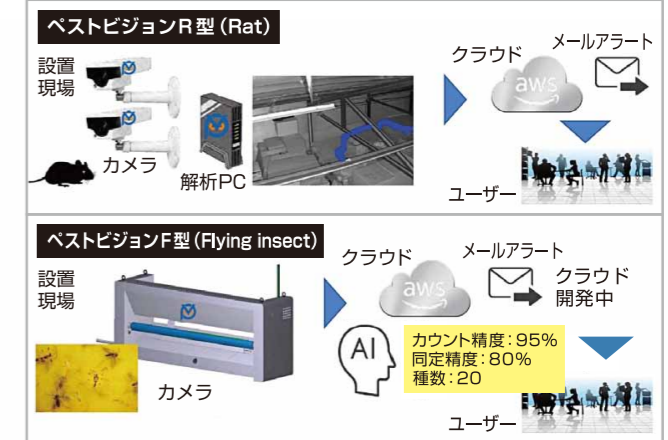 ペストビジョンR型(Rat)
設置
現場
カメラ
解析PC
クラウド
aws
メールアラート
ユーザー
ペストビジョンF型(Flying insect)
設置
現場
カメラ
クラウド
aws
メールアラート
クラウド
開発中
AI
カウント精度:95%
同定精度:80%
種数:20
ユーザー